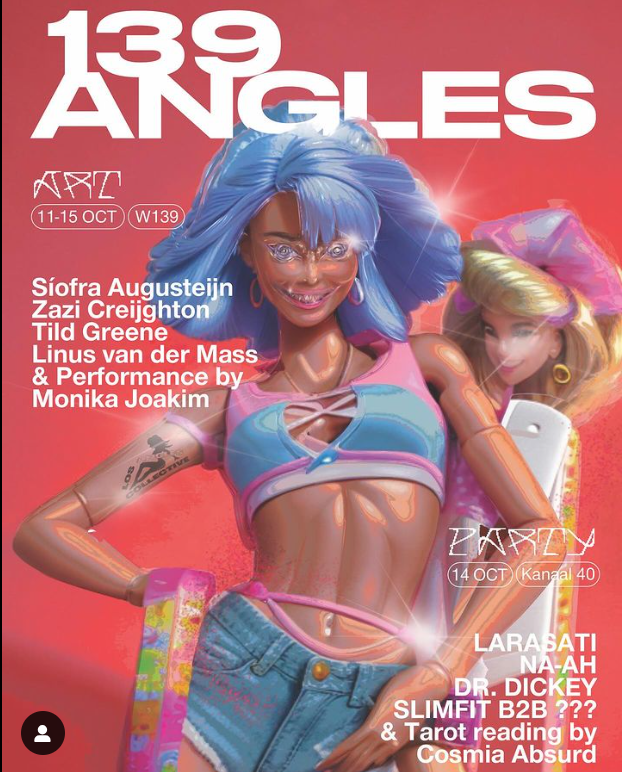 139
ANGLES
ART
11-15 OCT W139
Síofra Augusteijn
Zazi Creijghton
Tild Greene
Linus van der Mass
& Performance by
Monika Joakim
SOS
COLLECTIVE
PARTY
14 OCT Kanaal 40
LARASATI
NA-AH
DR. DICKEY
SLIMFIT B2B ???
& Tarot reading by
Cosmia Absurd